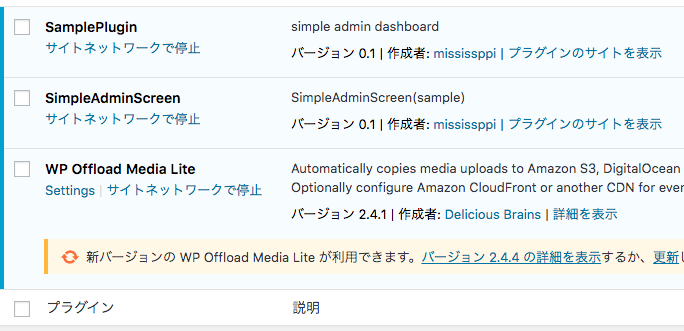 SamplePlugin
simple admin dashboard
サイトネットワークで停止
バージョン 0.1 | 作成者: mississppi | プラグインのサイトを表示
SimpleAdminScreen
SimpleAdminScreen(sample)
サイトネットワークで停止
バージョン 0.1 | 作成者: mississppi | プラグインのサイトを表示
WP Offload Media Lite
Automatically copies media uploads to Amazon S3, DigitalOcean
Settings | サイトネットワークで停止
Optionally configure Amazon CloudFront or another CDN for even
バージョン 2.4.1 | 作成者: Delicious Brains | 詳細を表示
新バージョンの WP Offload Media Lite が利用できます。バージョン 2.4.4 の詳細を表示するか、更新し
プラグイン
説明